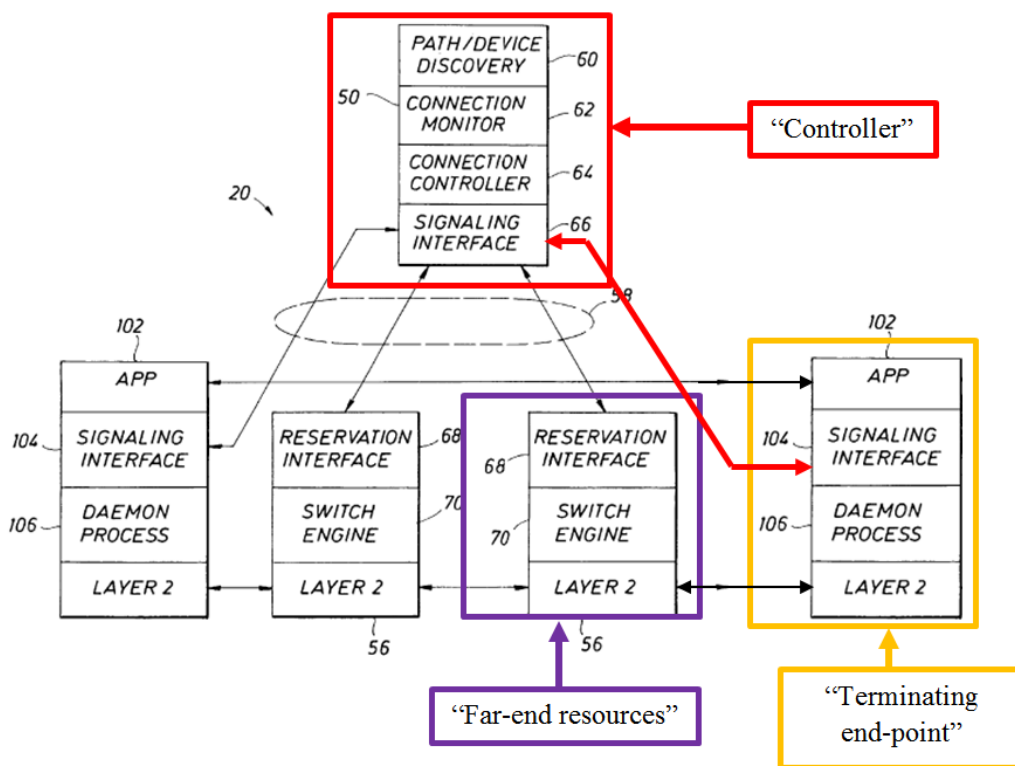 PATH/DEVICE
DISCOVERY
60
50
CONNECTION
MONITOR
62
CONNECTION
CONTROLLER
64
SIGNALING
INTERFACE
66
“Controller”
20
58
102
APP
104
SIGNALING
INTERFACE
106
DAEMON
PROCESS
LAYER 2
RESERVATION
INTERFACE
68
SWITCH
ENGINE
70
LAYER 2
56
RESERVATION
INTERFACE
68
SWITCH
ENGINE
70
LAYER 2
56
102
APP
104
SIGNALING
INTERFACE
106
DAEMON
PROCESS
LAYER 2
“Far-end resources”
“Terminating
end-point”